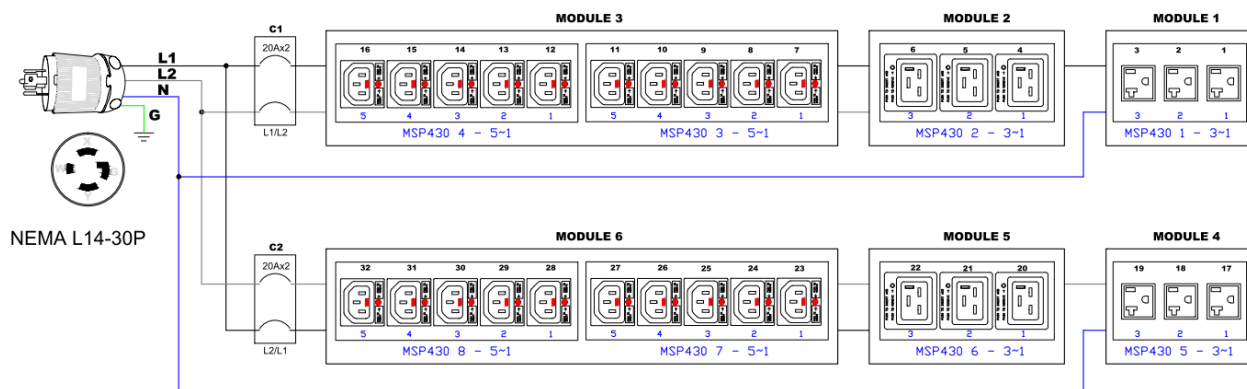 MODULE 3
MODULE 2
MODULE 1
C1
20Ax2
L1
L2
N
G
16 15 14 13 12 11 10 9 8 7
6 5 4
3 2 1
5 4 3 2 1 5 4 3 2 1
3 2 1
3 2 1
L1/L2
MSP430 4 - 5~1
MSP430 3 - 5~1
MSP430 2 - 3~1
MSP430 1 - 3~1
X
W
G
Y
NEMA L14-30P
MODULE 6
MODULE 5
MODULE 4
C2
20Ax2
32 31 30 29 28 27 26 25 24 23
22 21 20
19 18 17
5 4 3 2 1 5 4 3 2 1
3 2 1
3 2 1
L2/L1
MSP430 8 - 5~1
MSP430 7 - 5~1
MSP430 6 - 3~1
MSP430 5 - 3~1